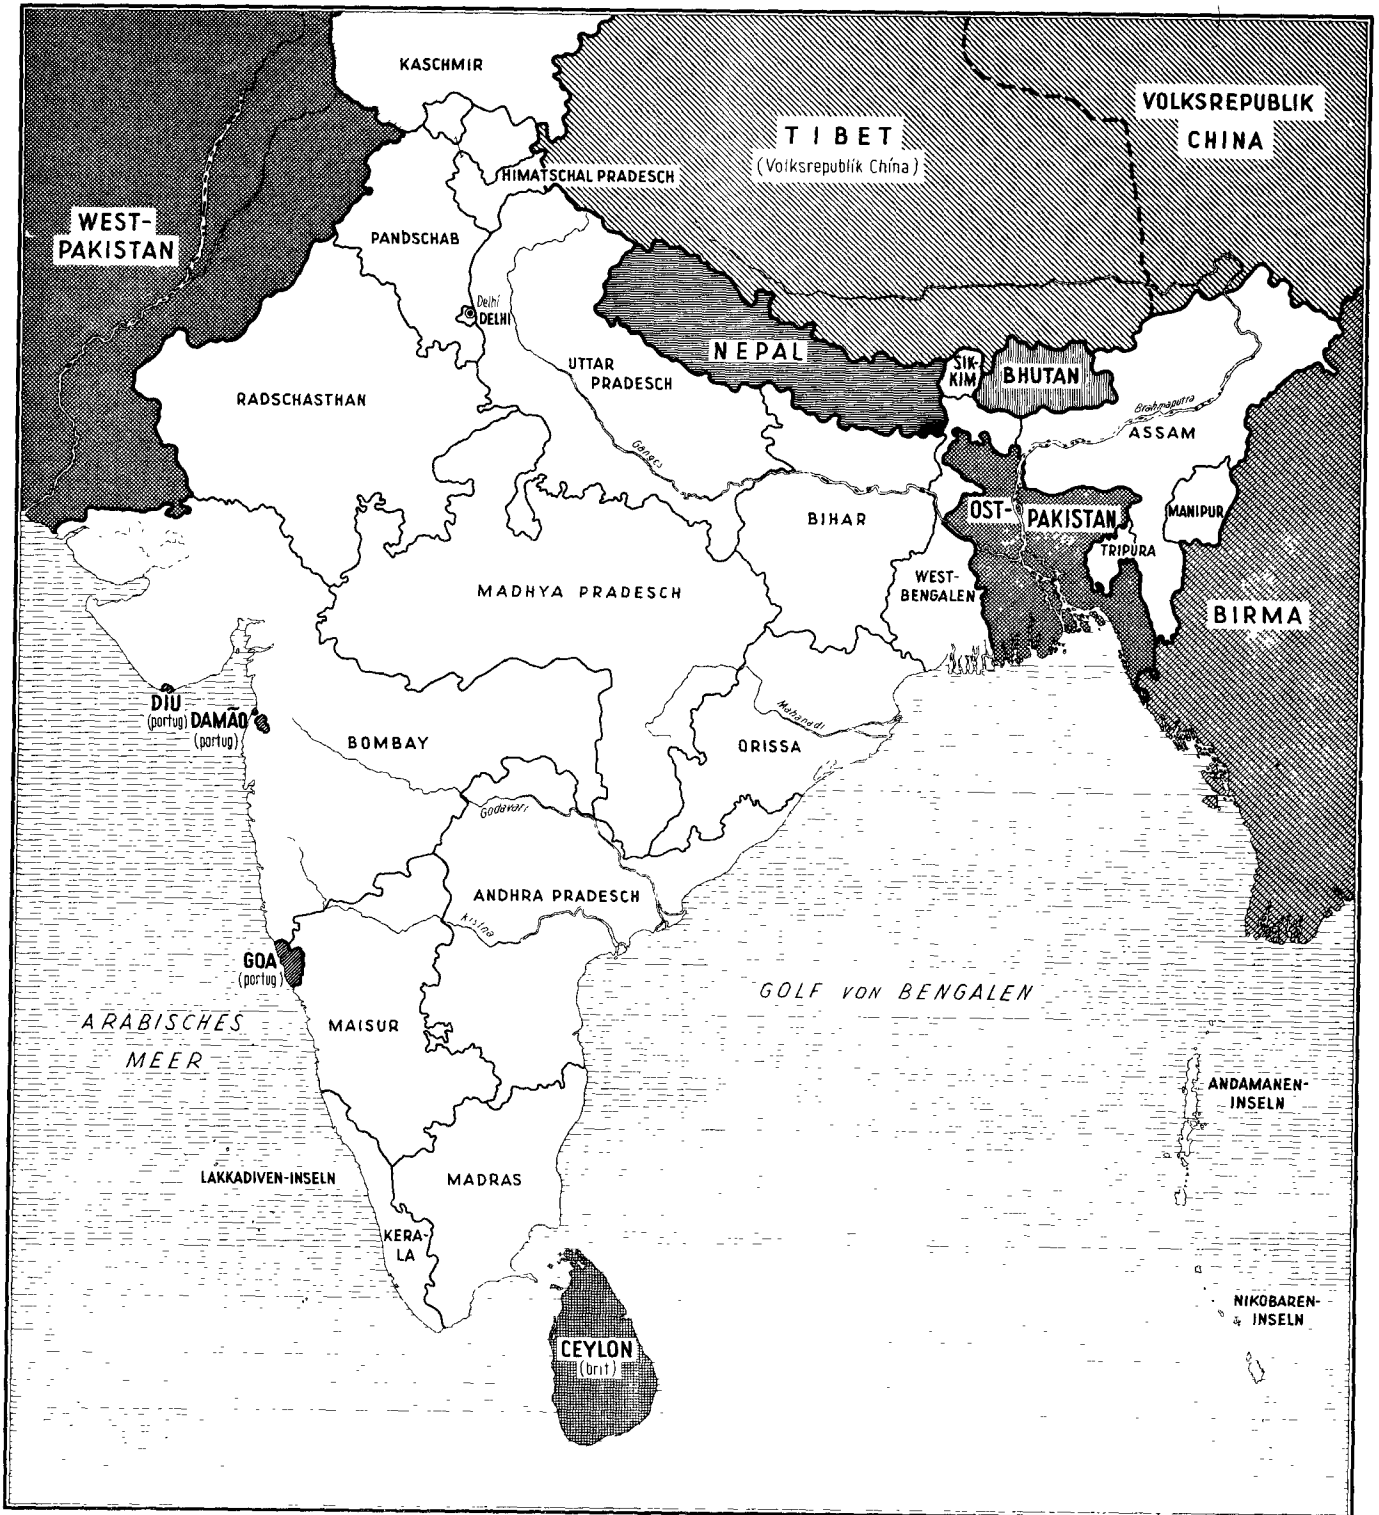 KASCHMIR
VOLKSREPUBLIK
CHINA
TIBET
(Volksrepublik China)
HIMATSCHAL PRADESCH
WEST-
PAKISTAN
PANDSCHAB
Delhi
DELHI
NEPAL
SIK-
KIM
BHUTAN
UTTAR
PRADESCH
RADSCHASTHAN
Brahmaputra
ASSAM
Ganges
BIHAR
OST-
PAKISTAN
MANIPUR
TRIPURA
WEST-
BENGALEN
MADHYA PRADESCH
BIRMA
DIU
(portug)
DAMÃO
(portug)
BOMBAY
Mahanadi
ORISSA
Godavari
ANDHRA PRADESCH
Kistna
GOA
(portug)
GOLF VON BENGALEN
ARABISCHES
MEER
MAISUR
ANDAMANEN-
INSELN
LAKKADIVEN-INSELN
MADRAS
KERA-
LA
NIKOBAREN-
INSELN
CEYLON
(brit)